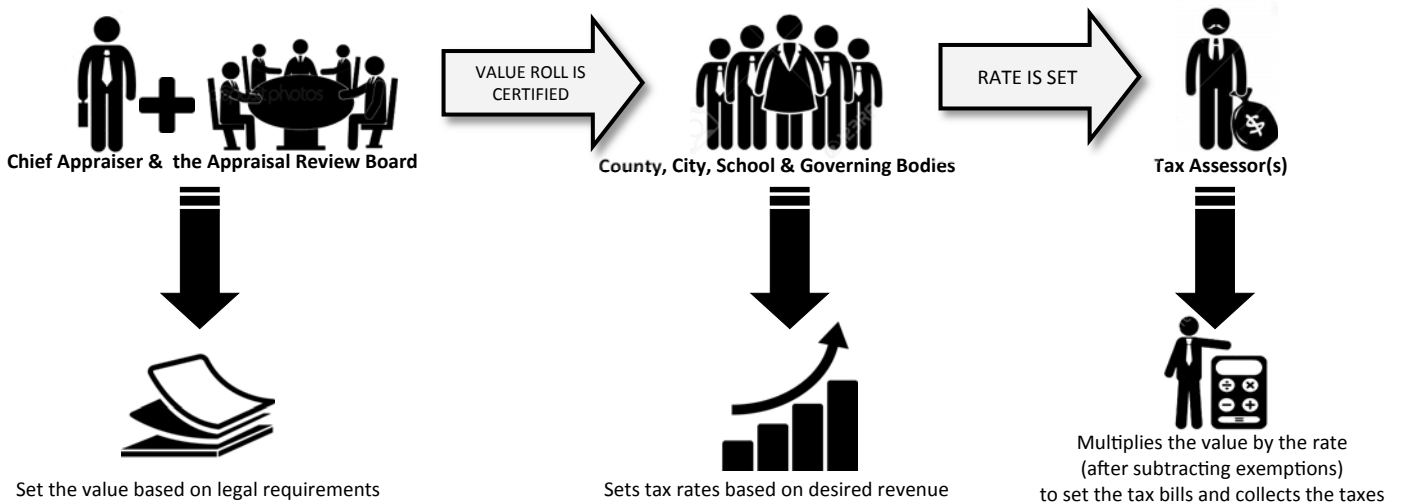 VALUE ROLL IS
CERTIFIED
RATE IS SET
Chief Appraiser & the Appraisal Review Board
County, City, School & Governing Bodies
Tax Assessor(s)
Set the value based on legal requirements
Sets tax rates based on desired revenue
Multiplies the value by the rate
(after subtracting exemptions)
to set the tax bills and collects the taxes